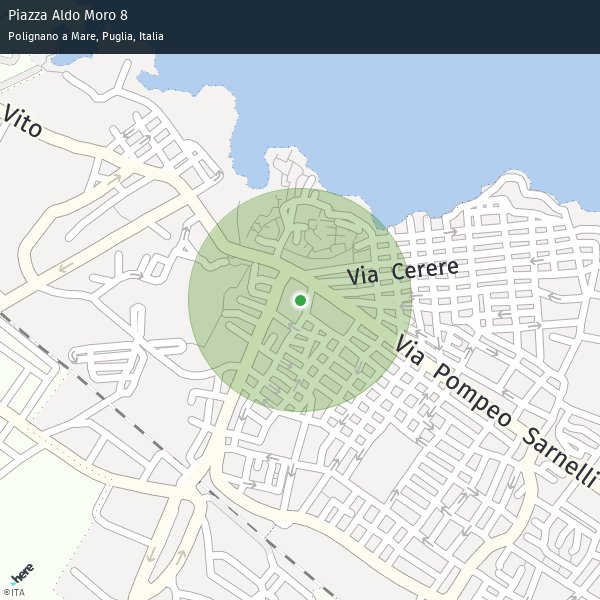 Piazza Aldo Moro 8
Polignano a Mare, Puglia, Italia
Vito
Via Cerere
Via Pompeo Sarnelli
here
©ITA